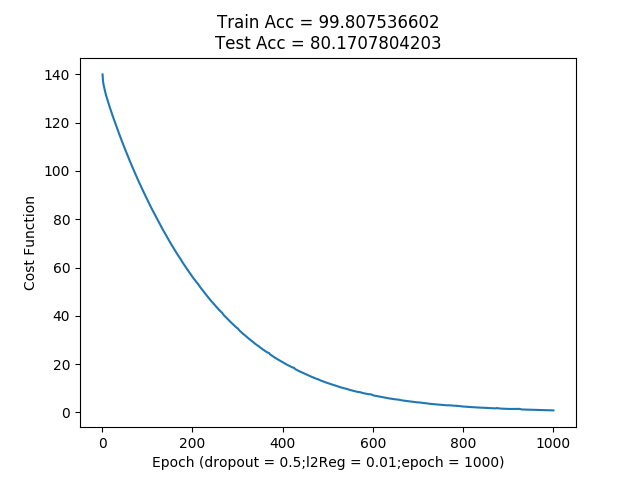 Train Acc = 99.807536602
Test Acc = 80.1707804203
140
120
100
80
60
40
20
0
Cost Function
0 200 400 600 800 1000
Epoch (dropout = 0.5;l2Reg = 0.01;epoch = 1000)